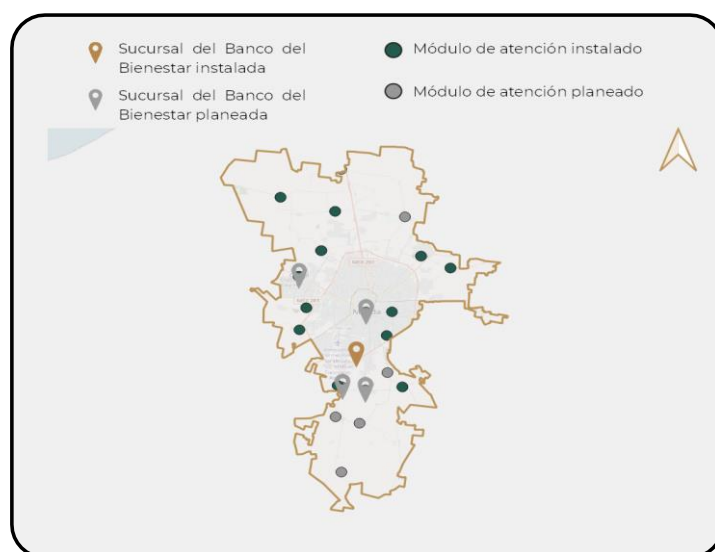 Sucursal del Banco del
Bienestar instalada
Sucursal del Banco del
Bienestar planeada
Módulo de atención instalado
Módulo de atención planeado